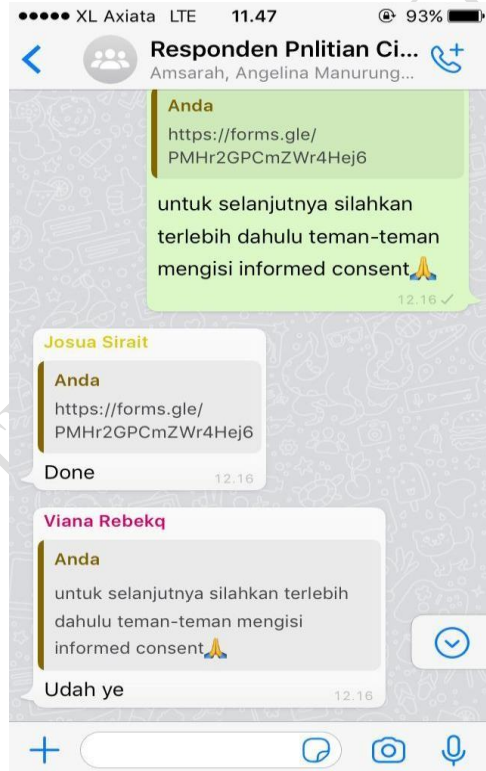 XL Axiata LTE 11.47 93%
Responden Pnlitian Ci...
Amsarah, Angelina Manurung...
Anda
https://forms.gle/
PMHr2GPCmZWr4Hej6
untuk selanjutnya silahkan
terlebih dahulu teman-teman
mengisi informed consent🙏
12.16
Josua Sirait
Anda
https://forms.gle/
PMHr2GPCmZWr4Hej6
Done
12.16
Viana Rebekq
Anda
untuk selanjutnya silahkan terlebih
dahulu teman-teman mengisi
informed consent🙏
Udah ye
12.16